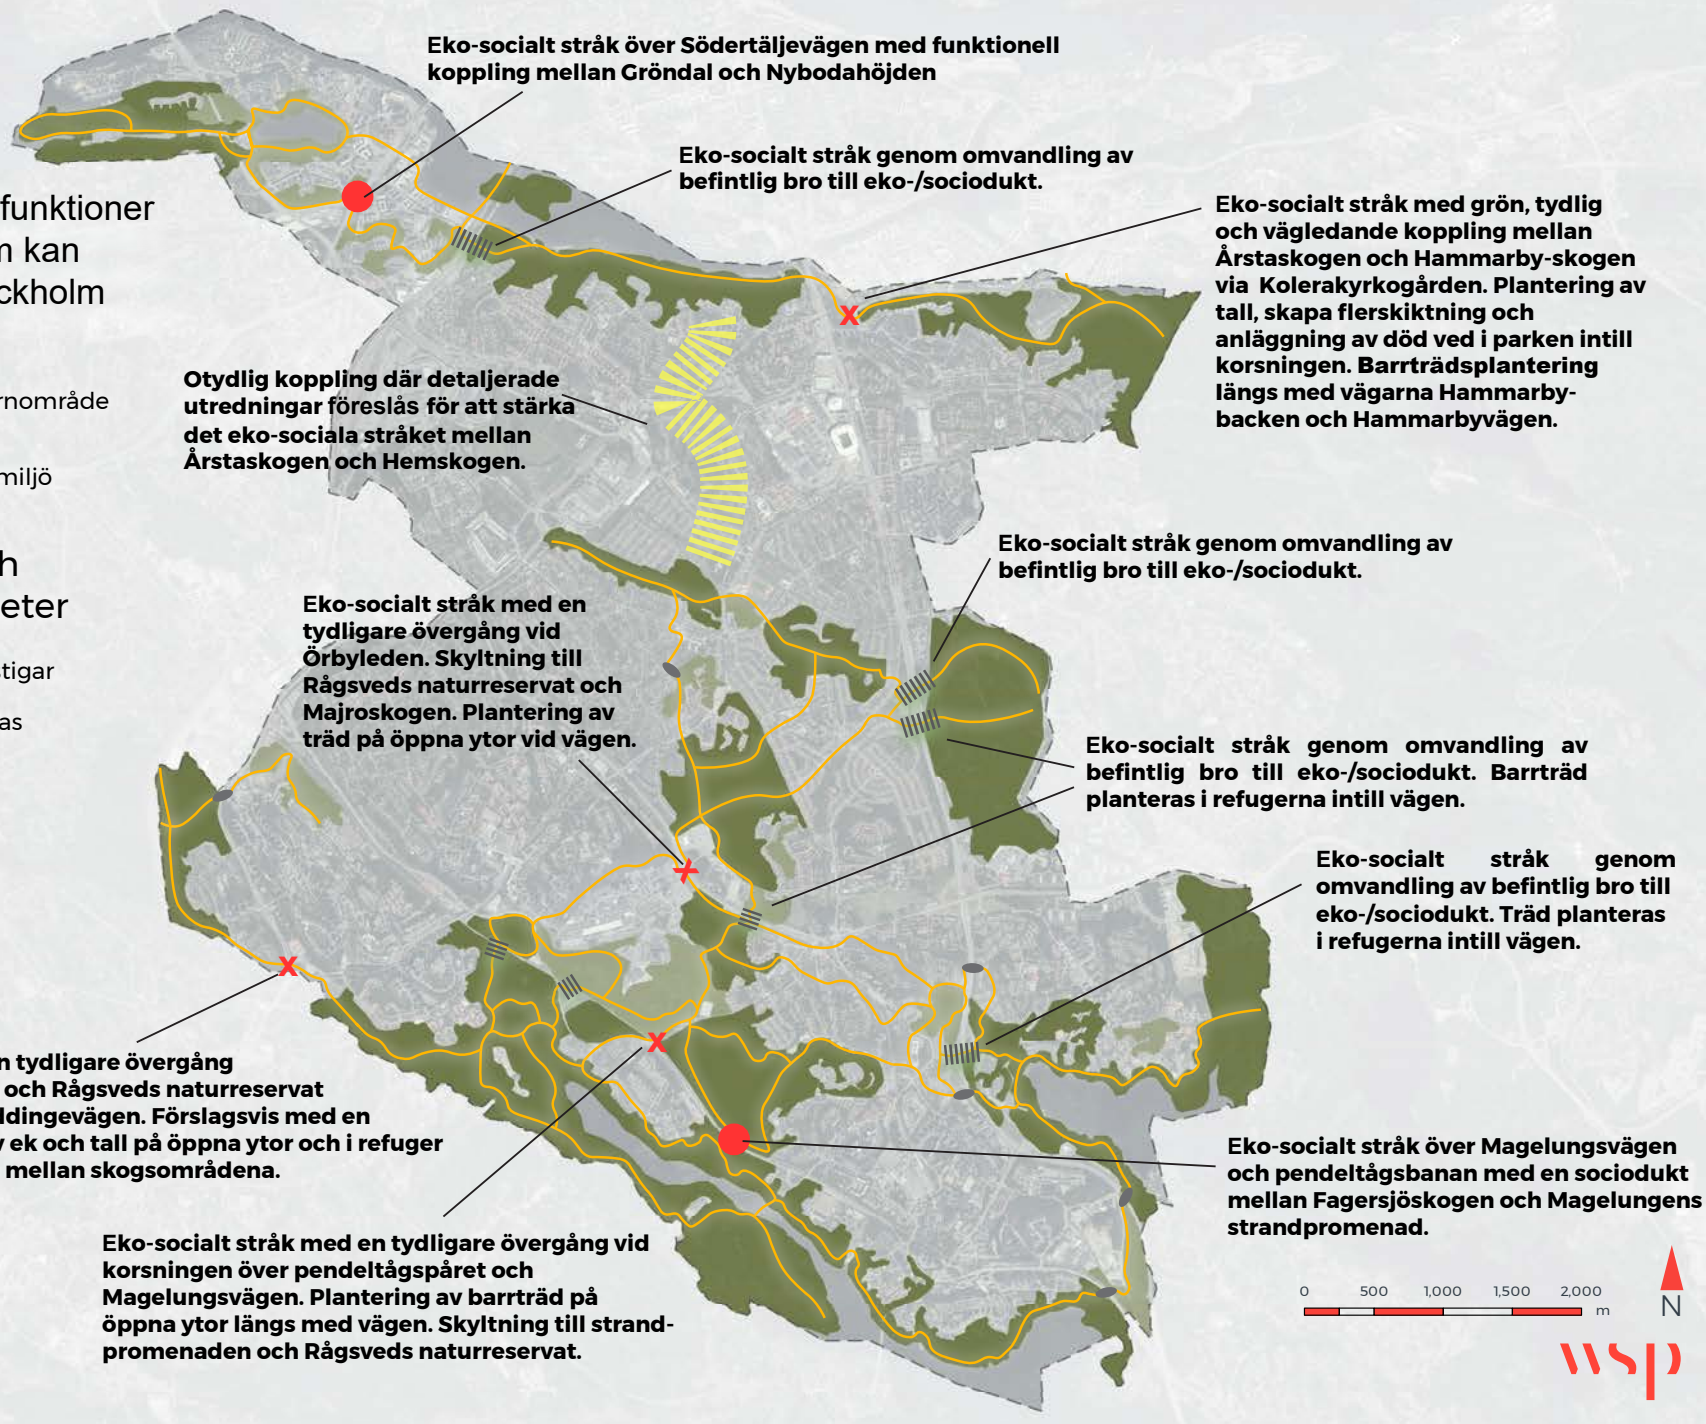 Eko-socialt stråk över Södertäljevägen med funktionell
koppling mellan Gröndal och Nybodahöjden
Eko-socialt stråk genom omvandling av
befintlig bro till eko-/sociodukt.
funktioner
kan
ckholm
Eko-socialt stråk med grön, tydlig
och vägledande koppling mellan
Årstaskogen och Hammarby-skogen
via Kolerakyrkogården. Plantering av
tall, skapa flerskiktning och
anläggning av död ved i parken intill
korsningen. Barrträdsplantering
längs med vägarna Hammarby-
backen och Hammarbyvägen.
Otydlig koppling där detaljerade
utredningar föreslås för att stärka
det eko-sociala stråket mellan
Årstaskogen och Hemskogen.
rnområde
miljö
h
eter
stigar
as
Eko-socialt stråk genom omvandling av
befintlig bro till eko-/sociodukt.
Eko-socialt stråk med en
tydligare övergång vid
Örbyleden. Skyltning till
Rågsveds naturreservat och
Majroskogen. Plantering av
träd på öppna ytor vid vägen.
Eko-socialt stråk genom omvandling av
befintlig bro till eko-/sociodukt. Barrträd
planteras i refugerna intill vägen.
Eko-socialt stråk genom
omvandling av befintlig bro till
eko-/sociodukt. Träd planteras
i refugerna intill vägen.
n tydligare övergång
och Rågsveds naturreservat
ddingevägen. Förslagsvis med en
v ek och tall på öppna ytor och i refuger
mellan skogsområdena.
Eko-socialt stråk över Magelungsvägen
och pendeltågsbanan med en sociodukt
mellan Fagersjöskogen och Magelungens
strandpromenad.
Eko-socialt stråk med en tydligare övergång vid
korsningen över pendeltågspåret och
Magelungsvägen. Plantering av barrträd på
öppna ytor längs med vägen. Skyltning till strand-
promenaden och Rågsveds naturreservat.
0 500 1,000 1,500 2,000
m
N
wsp